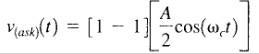 v(ask)(t) = [1 − 1][A/2 cos(ωct)]